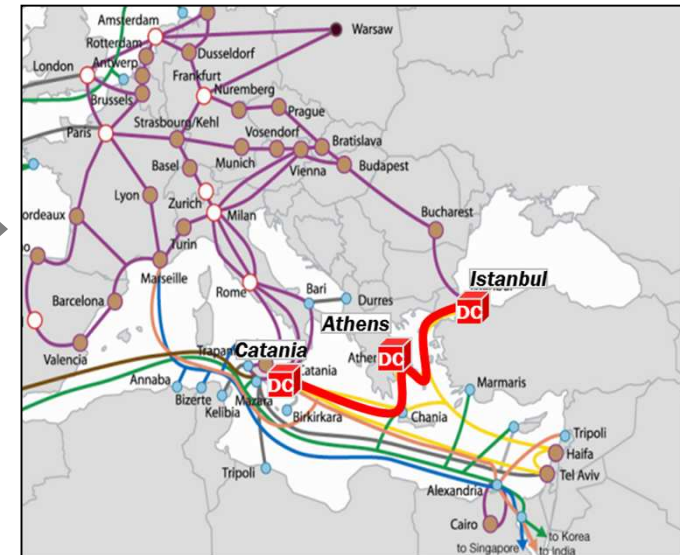 Amsterdam
Warsaw
Rotterdam
Dusseldorf
London
Antwerp
Frankfurt
Brussels
Nuremberg
Prague
Paris
Strasbourg/Kehl
Vosendorf
Bratislava
Basel
Munich
Vienna
Budapest
Lyon
Zurich
Milan
Bucharest
ordeaux
Turin
Marseille
Rome
Bari
Durres
Istanbul
Barcelona
Athens
Valencia
Trapani
Catania
Athen
DC
DC
DC
Catania
Marmaris
Annaba
Bizerte
Kelibia
Mazara
Birkirkara
Chania
Tripoli
Haifa
Tel Aviv
Tripoli
Alexandria
Cairo
to Korea
to Singapore
to India